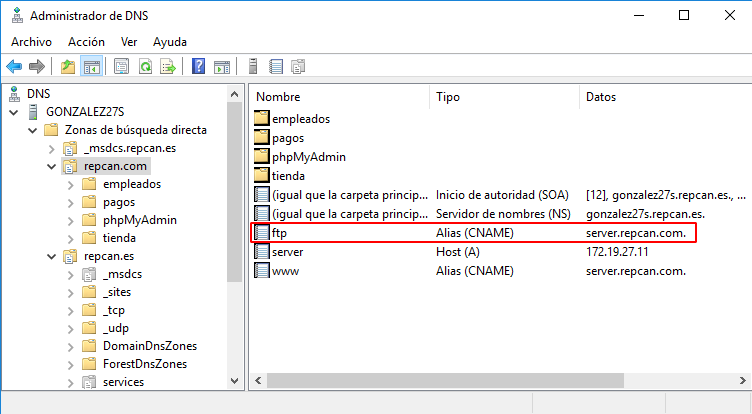 Administrador de DNS
Archivo Acción Ver Ayuda
DNS
GONZALEZ27S
Zonas de búsqueda directa
_msdcs.repcan.es
repcan.com
empleados
pagos
phpMyAdmin
tienda
repcan.es
_msdcs
_sites
_tcp
_udp
DomainDnsZones
ForestDnsZones
services
Nombre Tipo Datos
empleados
pagos
phpMyAdmin
tienda
(igual que la carpeta princip... Inicio de autoridad (SOA) [12], gonzalez27s.repcan.es., ...
(igual que la carpeta princip... Servidor de nombres (NS) gonzalez27s.repcan.es.
ftp Alias (CNAME) server.repcan.com.
server Host (A) 172.19.27.11
www Alias (CNAME) server.repcan.com.